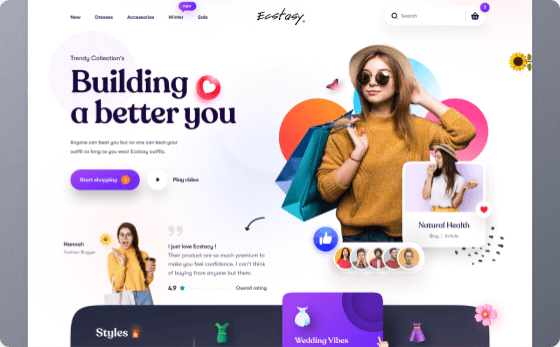 New
New Dresses Accessories Winter Sale
Ecstasy.
Search
1
Trendy Collection's
Building
a better you
Anyone can beat you but no one can beat your
outfit as long as you wear Ecstasy outfits.
Start shopping
Play video
Natural Health
Blog | Article
Hannah
Fashion Blogger
I just love Ecstasy !
Their product are so much premium to
make you feel confidence. I can't think
of buying from anyone but them.
4.9 Overall rating
Styles
Wedding Vibes